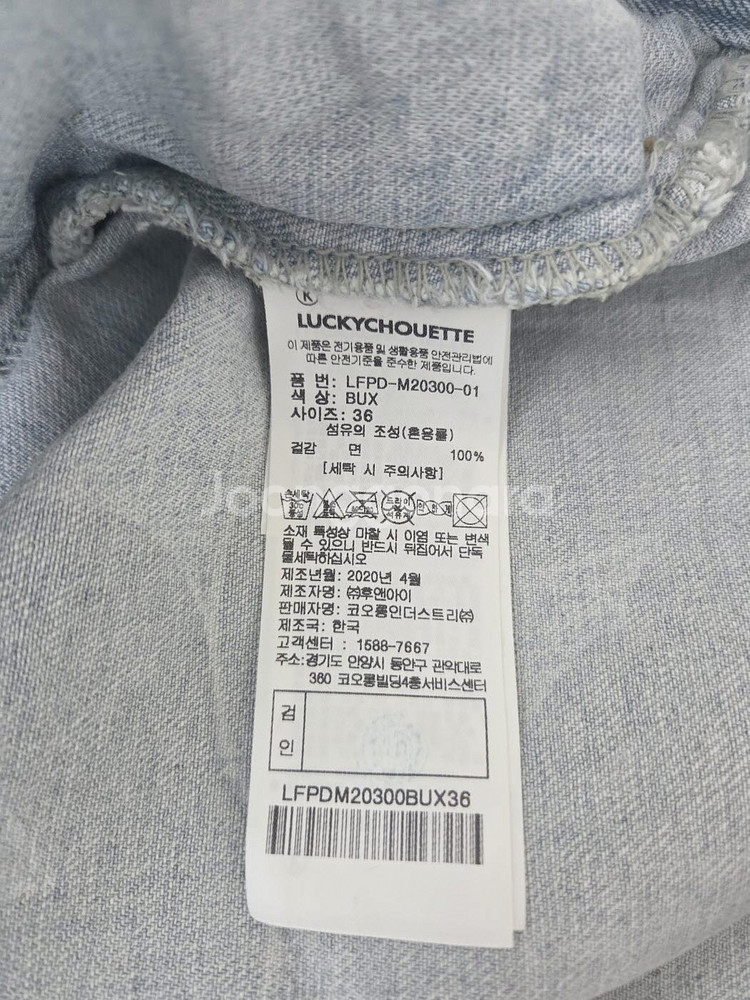 K
LUCKYCHOUETTE
이 제품은 전기용품 및 생활용품 안전관리법에
따른 안전기준을 준수한 제품입니다.
품 번: LFPD-M20300-01
색 상: BUX
사이즈: 36
섬유의 조성(혼용률)
겉감 면 100%
[세탁 시 주의사항]
손세탁
드라이
소재 특성상 마찰 시 이염 또는 변색
될 수 있으니 반드시 뒤집어서 단독
물세탁하십시오
제조년월: 2020년 4월
제조자명: ㈜후앤아이
판매자명: 코오롱인더스트리㈜
제조국: 한국
고객센터 : 1588-7667
주소:경기도 안양시 동안구 관악대로
360 코오롱빌딩4층서비스센터
검
인
LFPDM20300BUX36